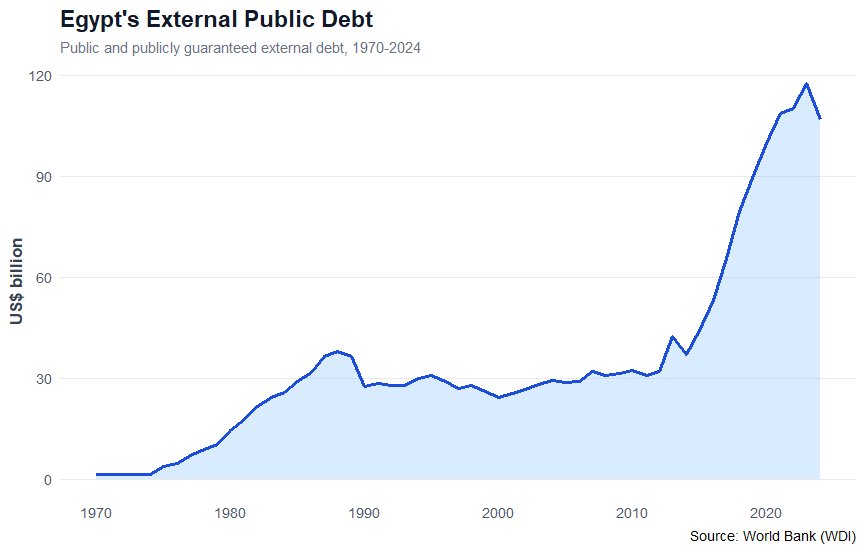 Egypt's External Public Debt
Public and publicly guaranteed external debt, 1970-2024
US$ billion
120
90
60
30
0
1970 1980 1990 2000 2010 2020
Source: World Bank (WDI)